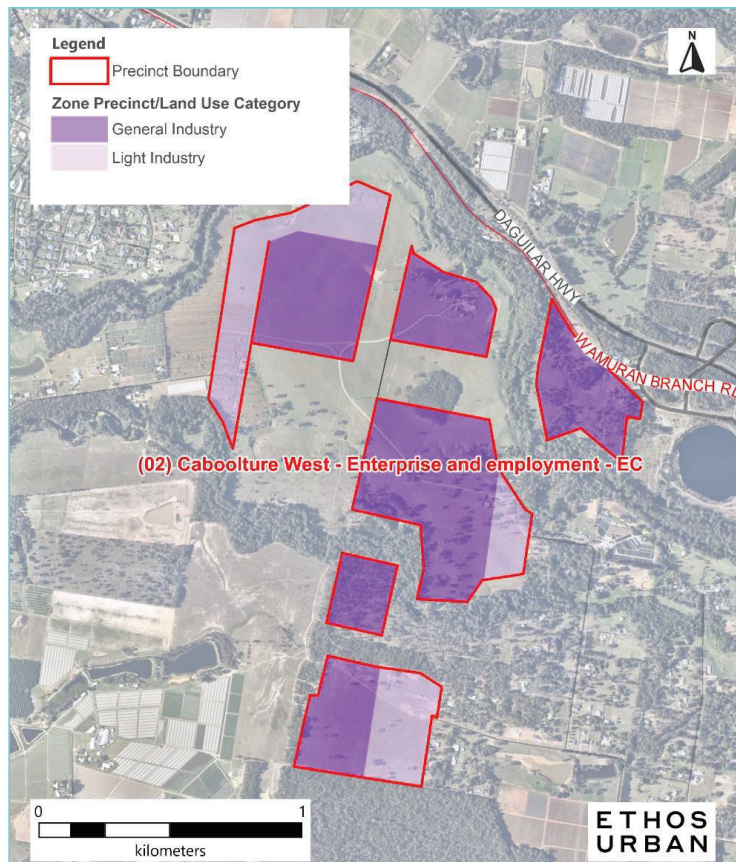 Legend
Precinct Boundary
Zone Precinct/Land Use Category
General Industry
Light Industry
N
DAGUILAR HWY
WAMURAN BRANCH RL
(02) Caboolture West - Enterprise and employment - EC
0 1
kilometers
ETHOS
URBAN